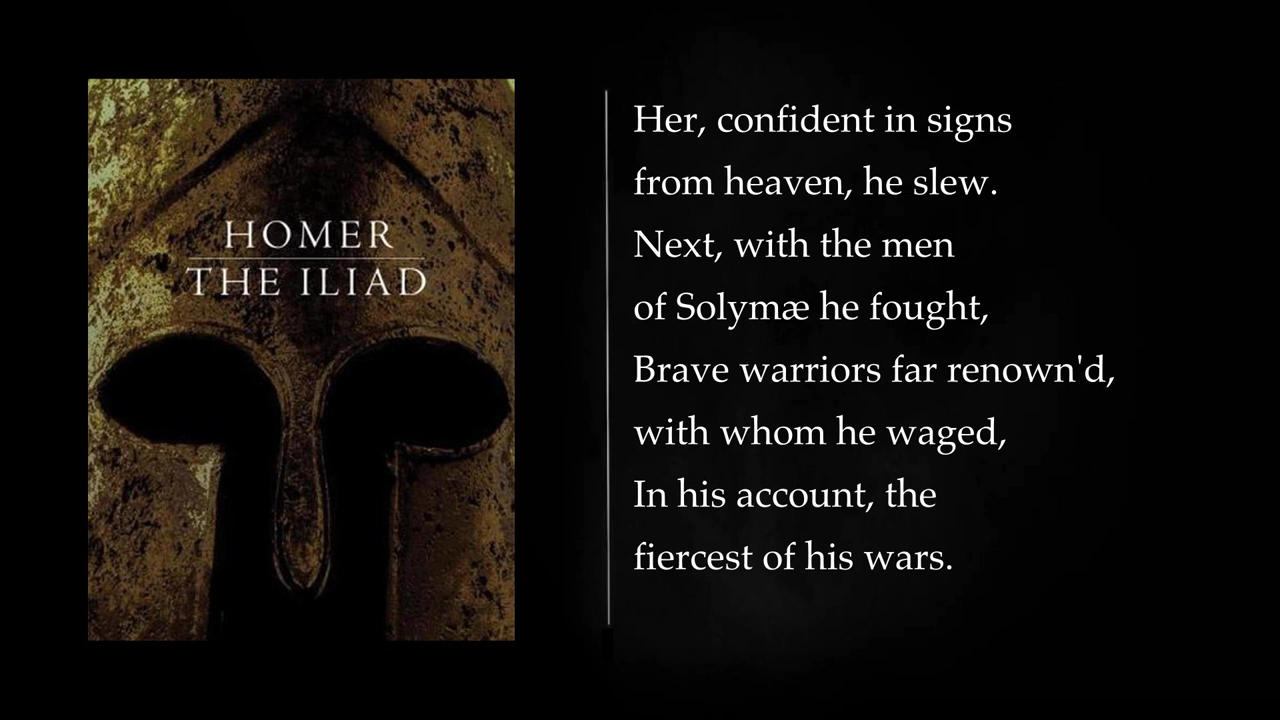 HOMER
THE ILIAD
Her, confident in signs
from heaven, he slew.
Next, with the men
of Solymæ he fought,
Brave warriors far renown'd,
with whom he waged,
In his account, the
fiercest of his wars.